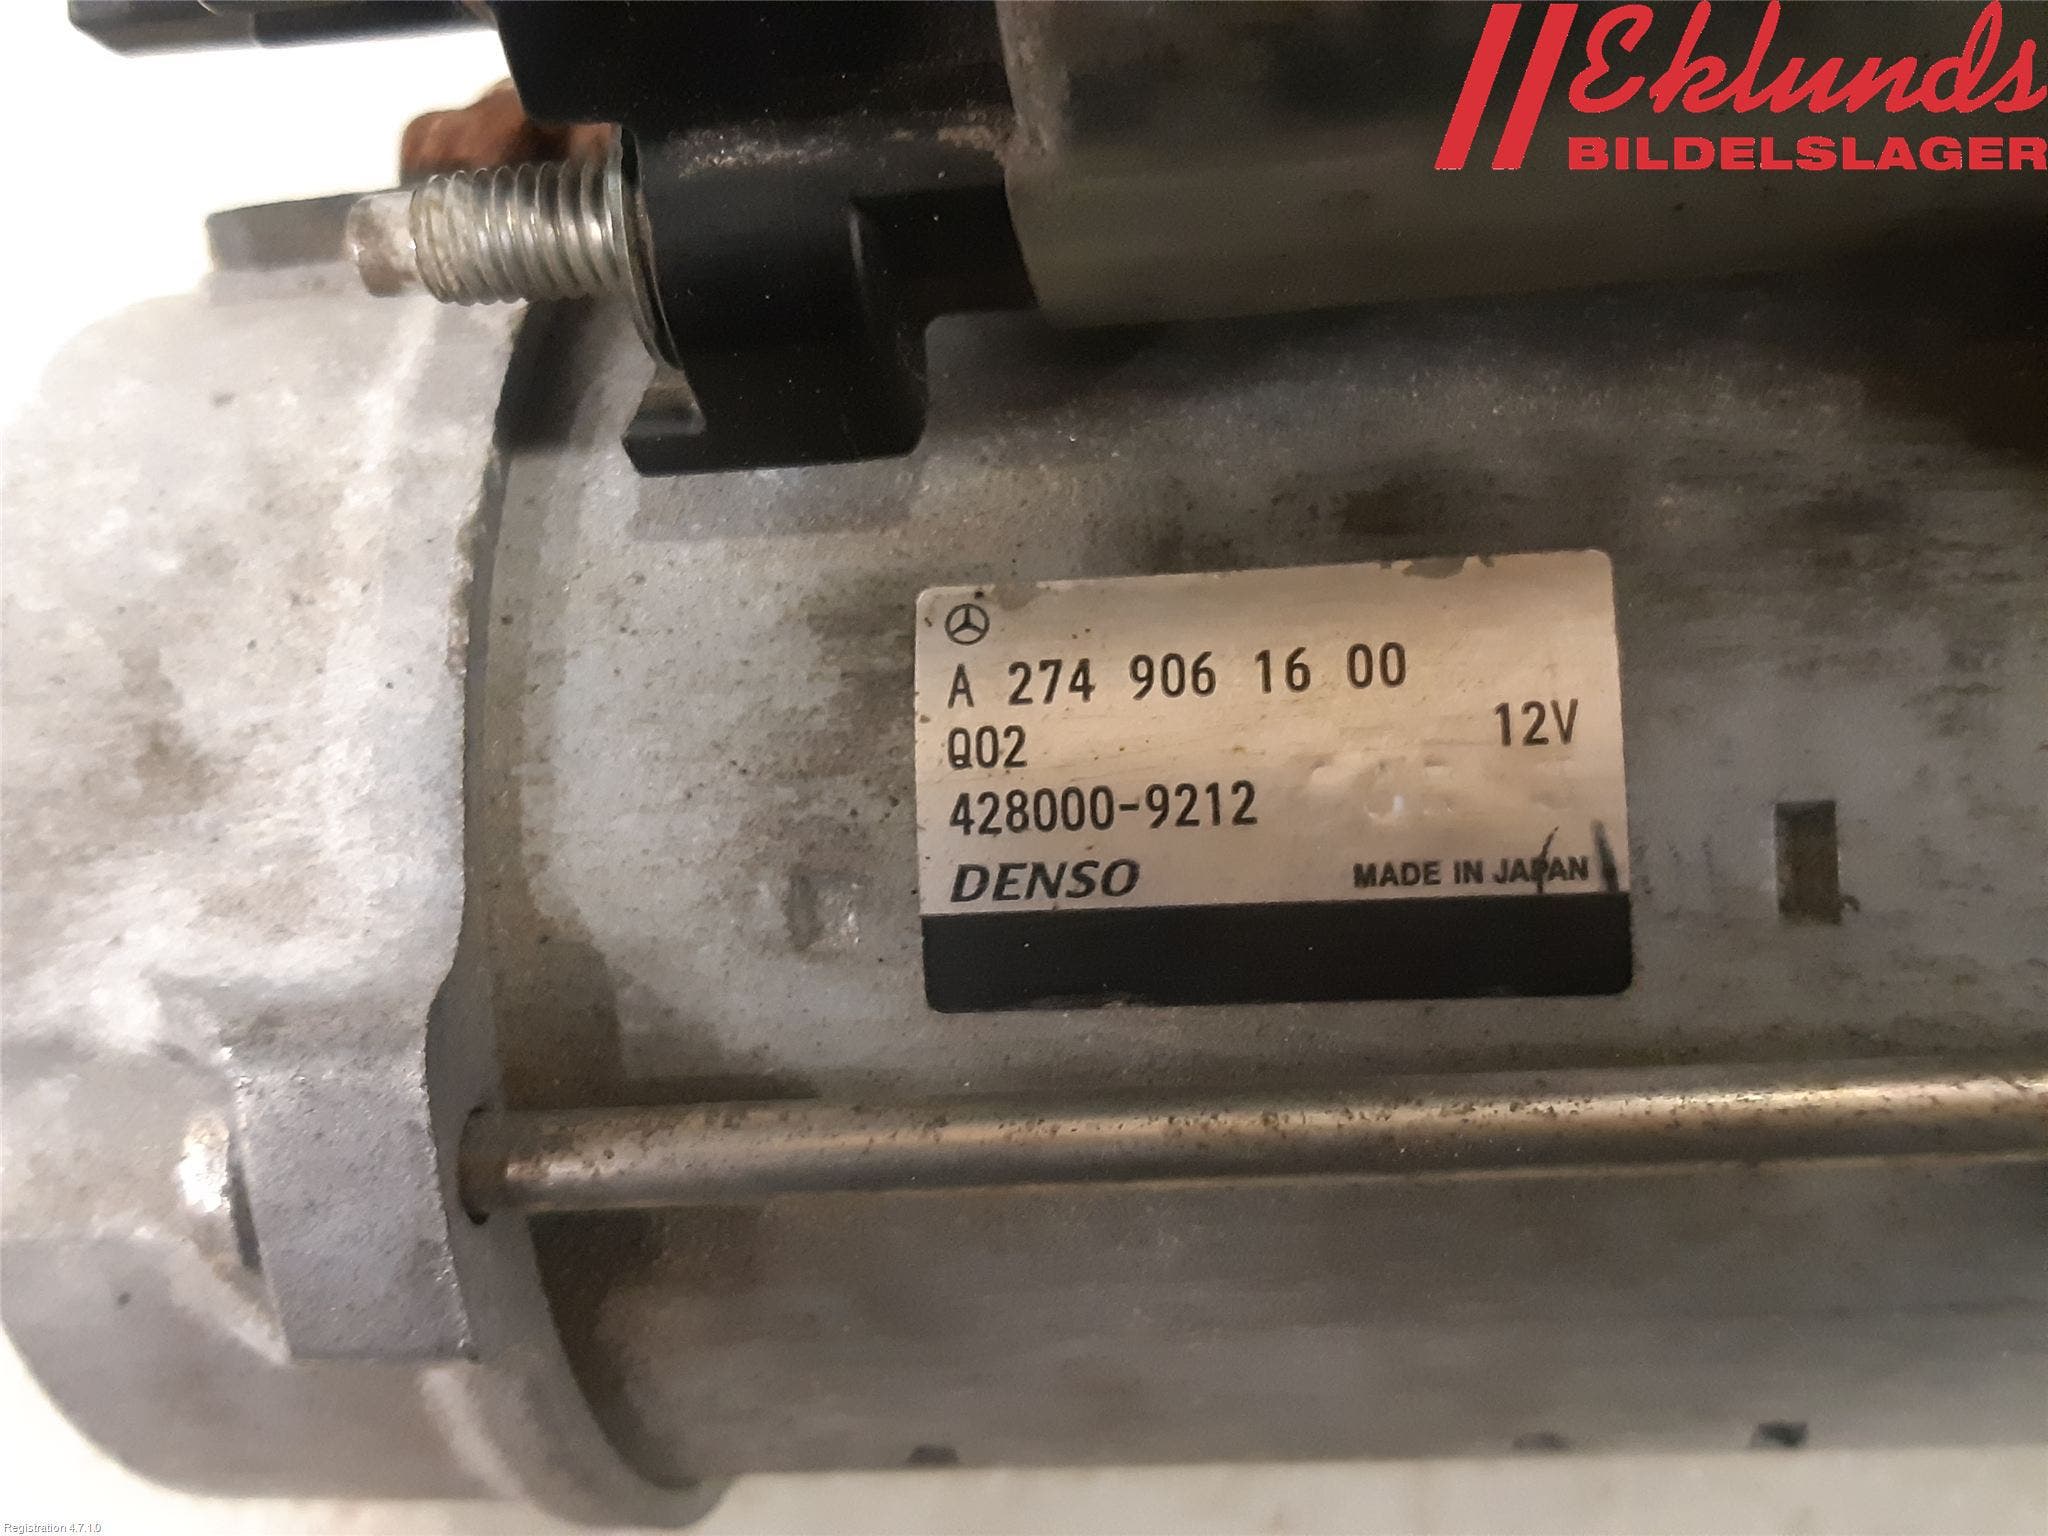 Eklunds
BILDELSLAGER
A 274 906 16 00
Q02
12V
428000-9212
DENSO
MADE IN JAPAN
Registration 4.7.1.0